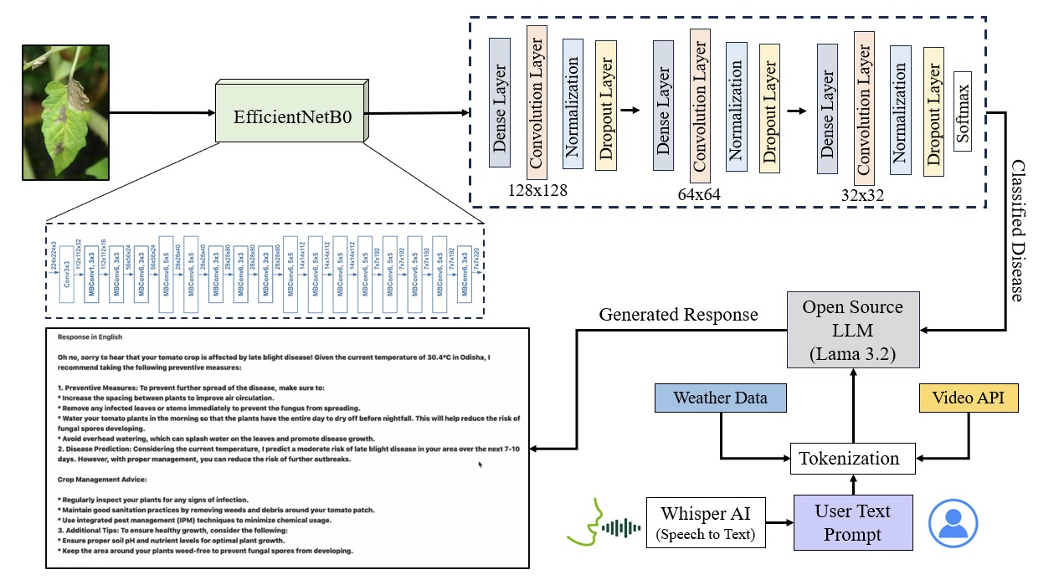 EfficientNetB0
Dense Layer
Convolution Layer
Normalization
Dropout Layer
128x128
Dense Layer
Convolution Layer
Normalization
Dropout Layer
64x64
Dense Layer
Convolution Layer
Normalization
Dropout Layer
Softmax
32x32
Classified Disease
224x224x3
Conv3x3
112x112x32
MBConv1, 3x3
112x112x16
MBConv6, 3x3
56x56x24
MBConv6, 3x3
56x56x24
MBConv6, 5x5
28x28x40
MBConv6, 5x5
28x28x40
MBConv6, 3x3
28x28x80
MBConv6, 3x3
28x28x80
MBConv6, 3x3
28x28x80
MBConv6, 5x5
14x14x112
MBConv6, 5x5
14x14x112
MBConv6, 5x5
14x14x112
MBConv6, 5x5
7x7x192
MBConv6, 5x5
7x7x192
MBConv6, 5x5
7x7x192
MBConv6, 5x5
7x7x192
MBConv6, 3x3
7x7x320
Open Source
LLM
(Lama 3.2)
Generated Response
Weather Data
Video API
Tokenization
Whisper AI
(Speech to Text)
User Text
Prompt
Response in English
Oh no, sorry to hear that your tomato crop is affected by late blight disease! Given the current temperature of 30.4°C in Odisha, I
recommend taking the following preventive measures:
1. Preventive Measures: To prevent further spread of the disease, make sure to:
* Increase the spacing between plants to improve air circulation.
* Remove any infected leaves or stems immediately to prevent the fungus from spreading.
* Water your tomato plants in the morning so that the plants have the entire day to dry off before nightfall. This will help reduce the risk of
fungal spores developing.
* Avoid overhead watering, which can splash water on the leaves and promote disease growth.
2. Disease Prediction: Considering the current temperature, I predict a moderate risk of late blight disease in your area over the next 7-10
days. However, with proper management, you can reduce the risk of further outbreaks.
Crop Management Advice:
* Regularly inspect your plants for any signs of infection.
* Maintain good sanitation practices by removing weeds and debris around your tomato patch.
* Use integrated pest management (IPM) techniques to minimize chemical usage.
3. Additional Tips: To ensure healthy growth, consider the following:
* Ensure proper soil pH and nutrient levels for optimal plant growth.
* Keep the area around your plants weed-free to prevent fungal spores from developing.